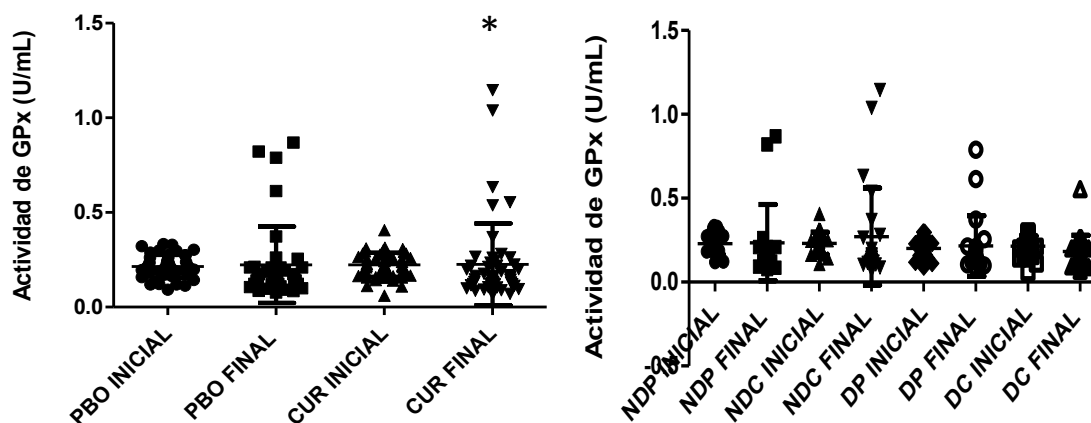 Actividad de GPx (U/mL)
1.5
1.0
0.5
0.0
*
PBO INICIAL
PBO FINAL
CUR INICIAL
CUR FINAL
Actividad de GPx (U/mL)
1.5
1.0
0.5
0.0
NDP INICIAL
NDP FINAL
NDC INICIAL
NDC FINAL
DP INICIAL
DP FINAL
DC INICIAL
DC FINAL